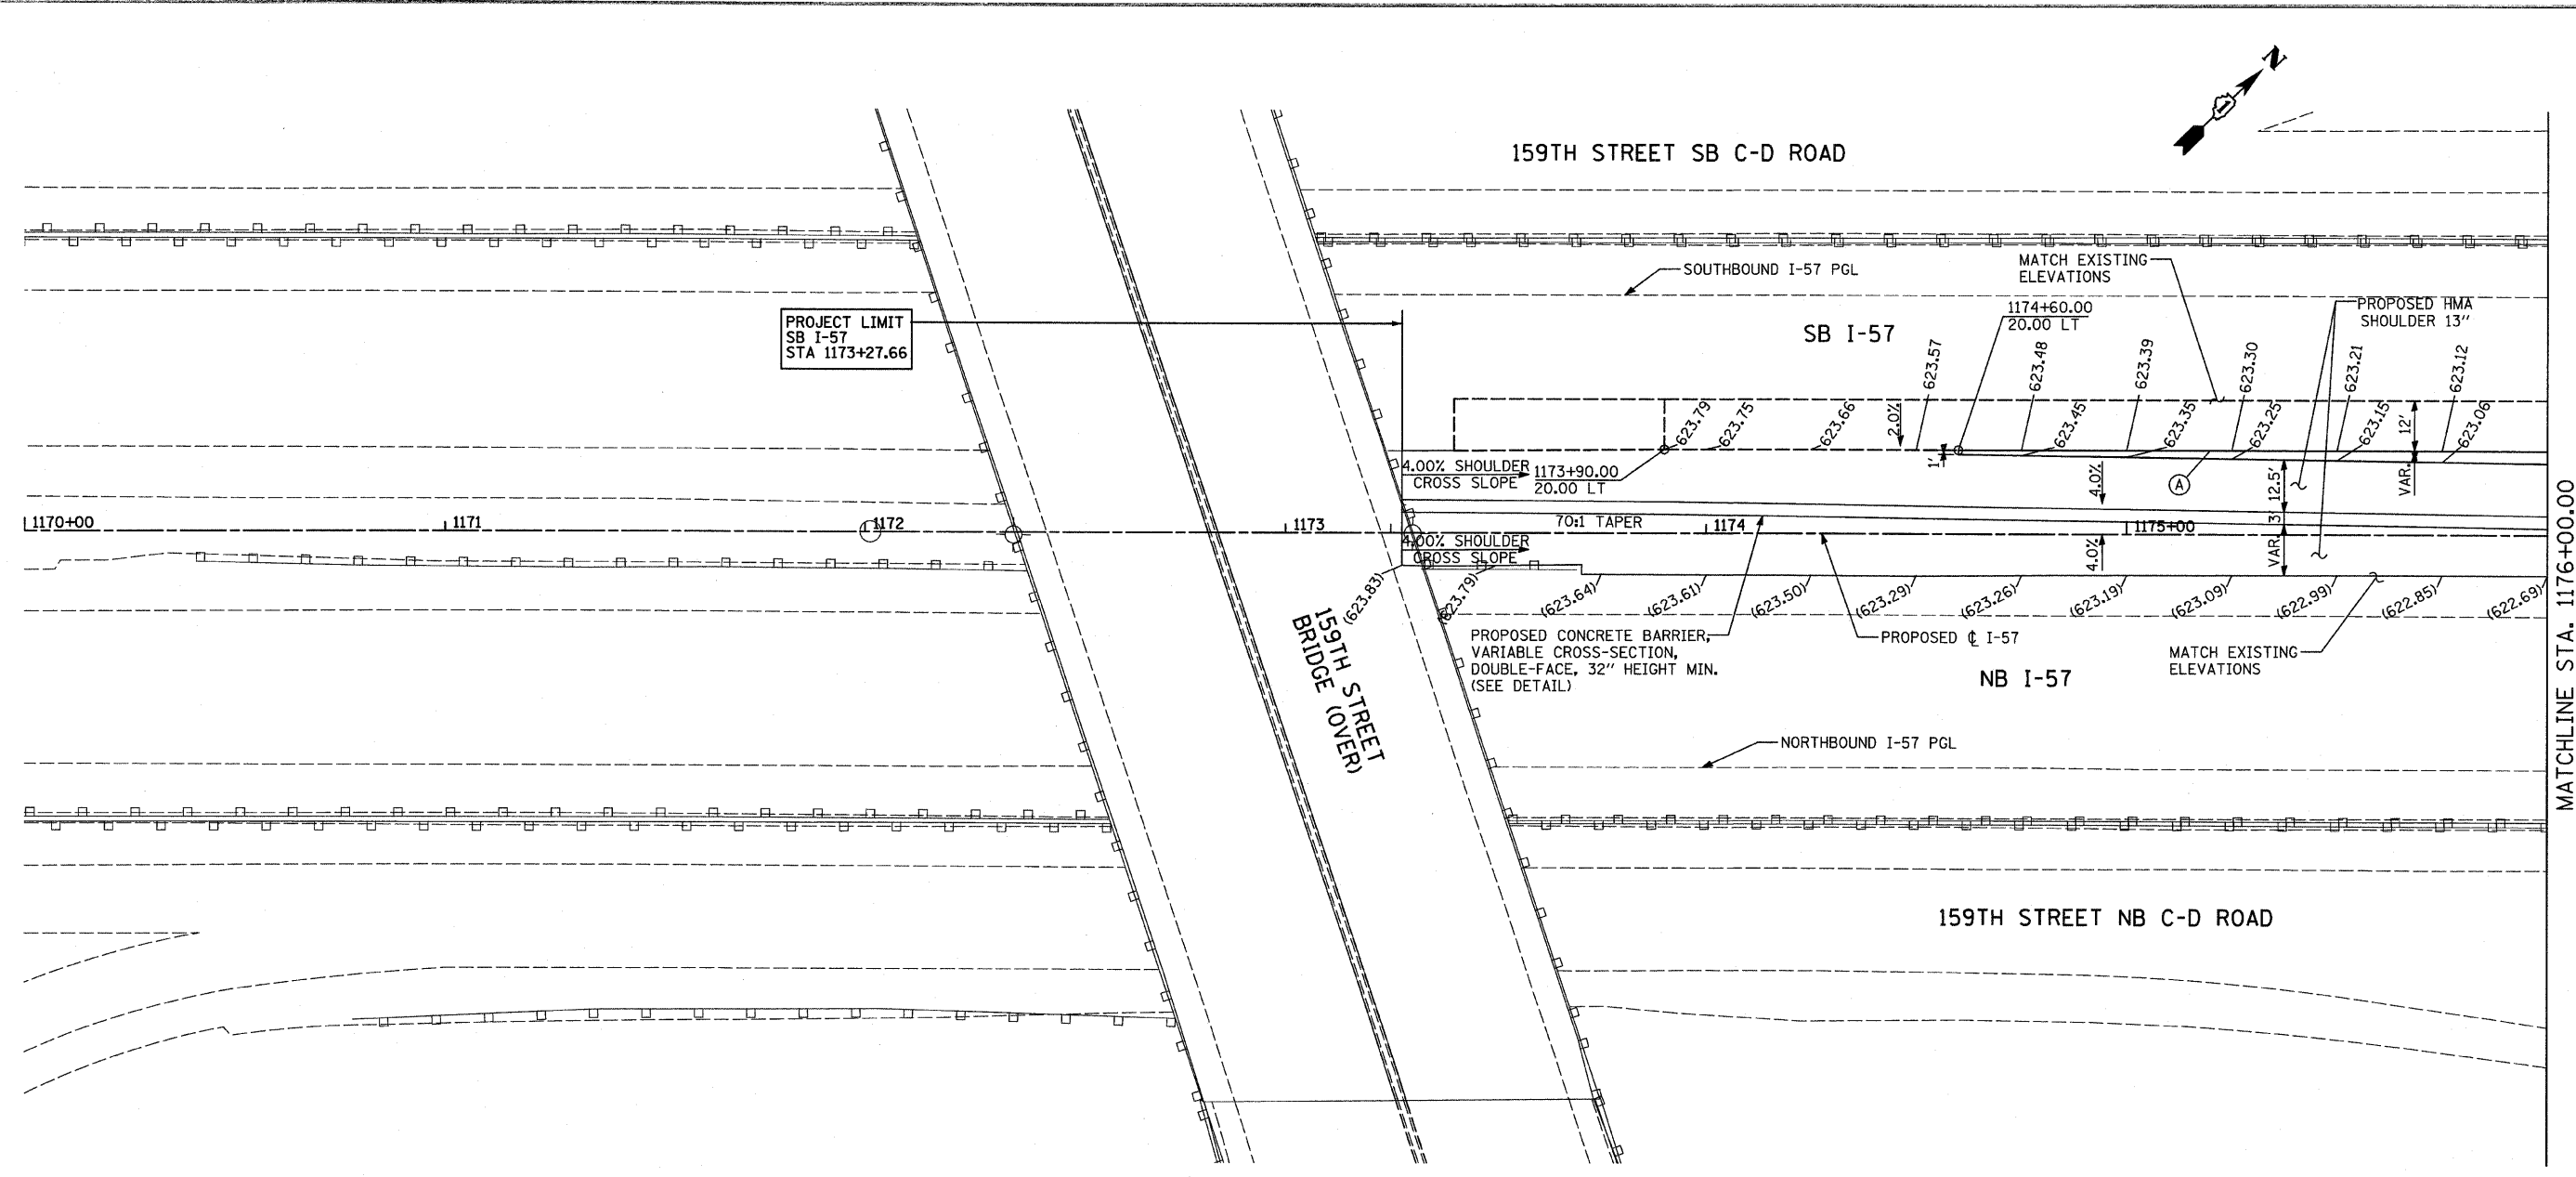 N
159TH STREET SB C-D ROAD
SOUTHBOUND I-57 PGL
MATCH EXISTING
ELEVATIONS
PROJECT LIMIT
SB I-57
STA 1173+27.66
SB I-57
1174+60.00
20.00 LT
PROPOSED HMA
SHOULDER 13"
623.57
623.48
623.39
623.30
623.21
623.12
623.79
623.75
623.66
2.0%
623.45
623.35
623.25
623.15
623.06
12'
1'
4.00% SHOULDER
CROSS SLOPE
1173+90.00
20.00 LT
4.0%
A
12.5'
VAR.
1170+00
1171
1172
1173
70:1 TAPER
1174
1175+00
3'
4.00% SHOULDER
CROSS SLOPE
4.0%
VAR.
(623.83)
(623.79)
(623.64)
(623.61)
(623.50)
(623.29)
(623.26)
(623.19)
(623.09)
(622.99)
(622.85)
(622.69)
159TH STREET
BRIDGE (OVER)
PROPOSED CONCRETE BARRIER,
VARIABLE CROSS-SECTION,
DOUBLE-FACE, 32" HEIGHT MIN.
(SEE DETAIL)
PROPOSED ℄ I-57
NB I-57
MATCH EXISTING
ELEVATIONS
NORTHBOUND I-57 PGL
159TH STREET NB C-D ROAD
MATCHLINE STA. 1176+00.00